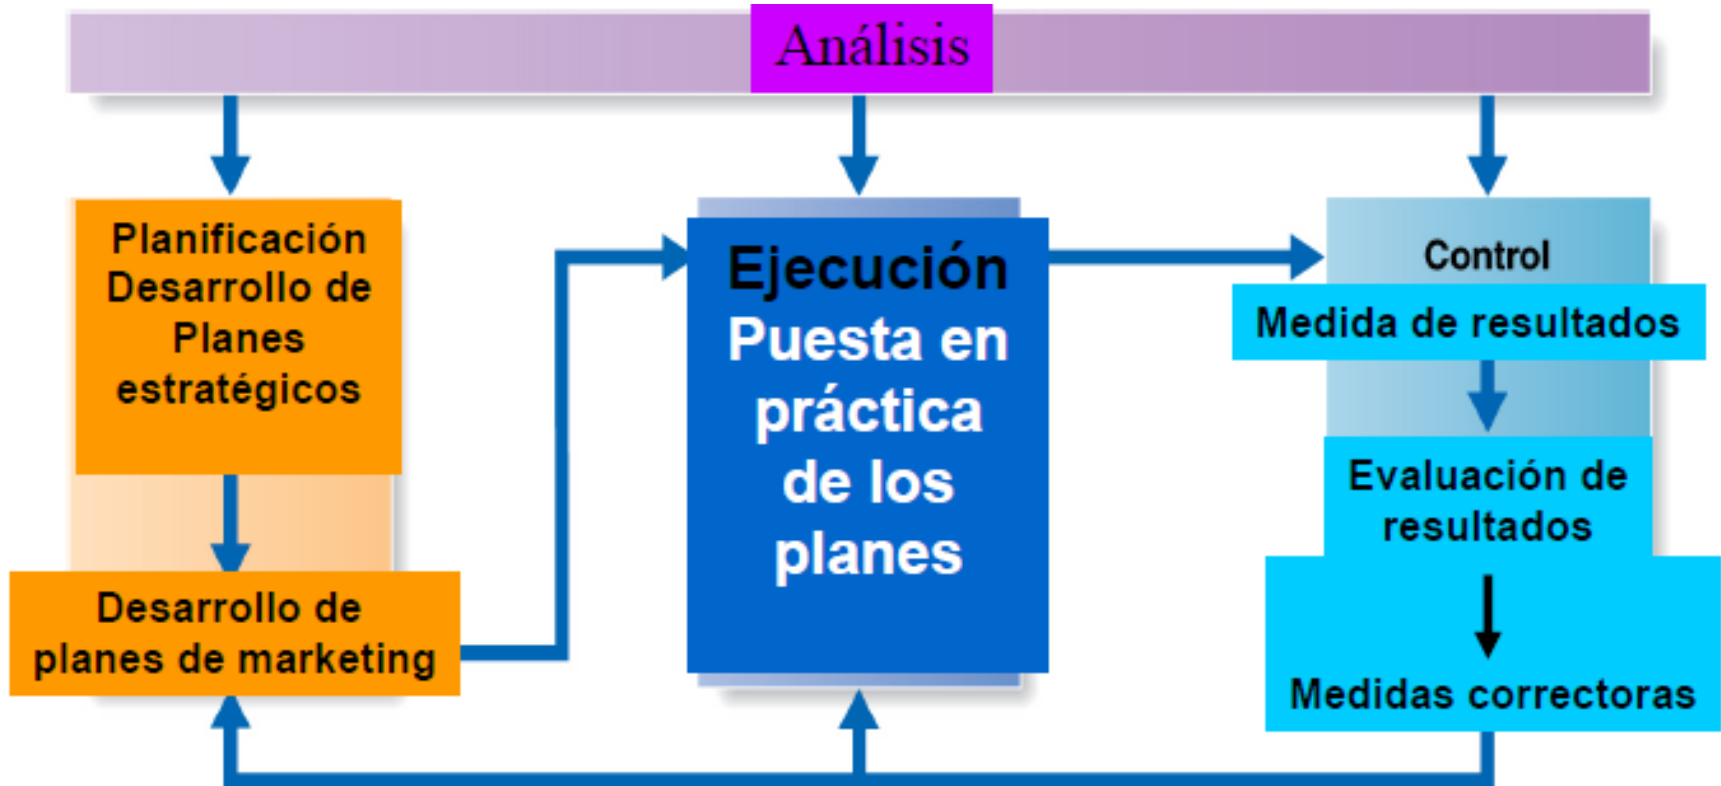 Análisis
Planificación
Desarrollo de
Planes
estratégicos
Desarrollo de
planes de marketing
Ejecución
Puesta en
práctica
de los
planes
Control
Medida de resultados
Evaluación de
resultados
Medidas correctoras